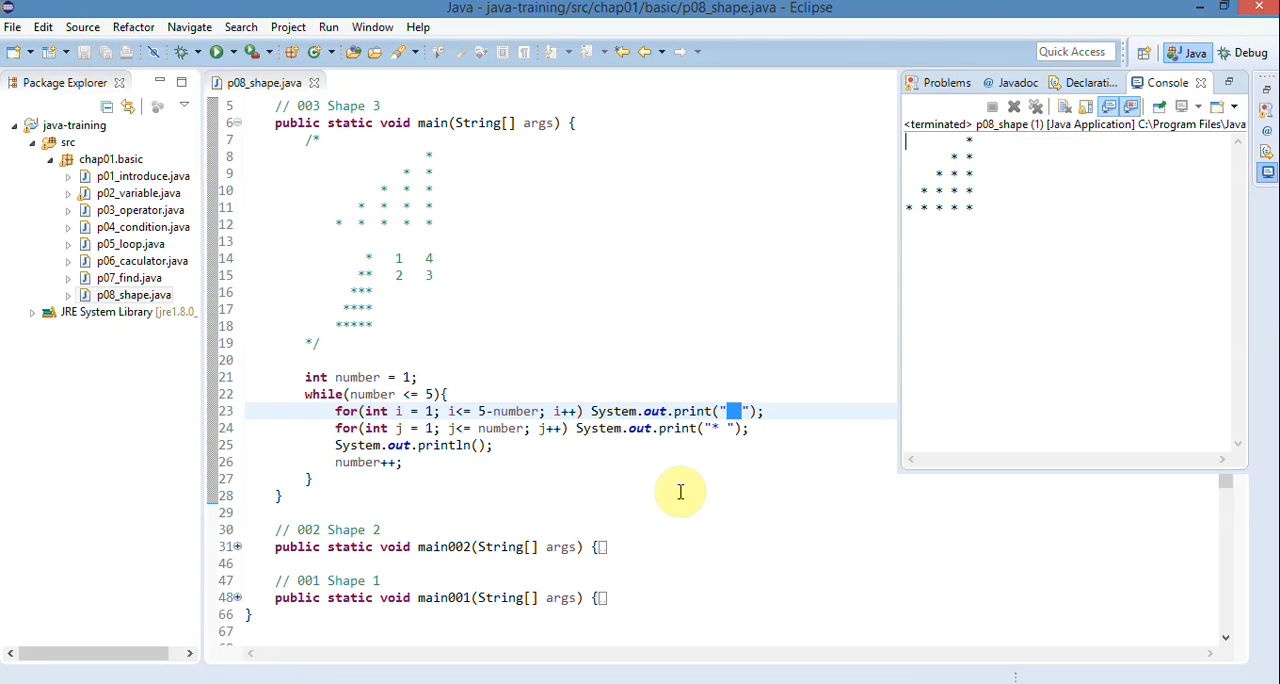 Java - java-training/src/chap01/basic/p08_shape.java - Eclipse
File Edit Source Refactor Navigate Search Project Run Window Help
Quick Access Java Debug
Package Explorer
java-training
src
chap01.basic
p01_introduce.java
p02_variable.java
p03_operator.java
p04_condition.java
p05_loop.java
p06_caculator.java
p07_find.java
p08_shape.java
JRE System Library [jre1.8.0_
p08_shape.java
5 // 003 Shape 3
6 public static void main(String[] args) {
7 /*
8 *
9 * *
10 * * *
11 * * * *
12 * * * * *
13
14 * 1 4
15 ** 2 3
16 ***
17 ****
18 *****
19 */
20
21 int number = 1;
22 while(number <= 5){
23 for(int i = 1; i<= 5-number; i++) System.out.print("  ");
24 for(int j = 1; j<= number; j++) System.out.print("* ");
25 System.out.println();
26 number++;
27 }
28 }
29
30 // 002 Shape 2
31 public static void main002(String[] args) {
46
47 // 001 Shape 1
48 public static void main001(String[] args) {
66 }
67
Problems @ Javadoc Declarati... Console
<terminated> p08_shape (1) [Java Application] C:\Program Files\Java
*
* *
* * *
* * * *
* * * * *